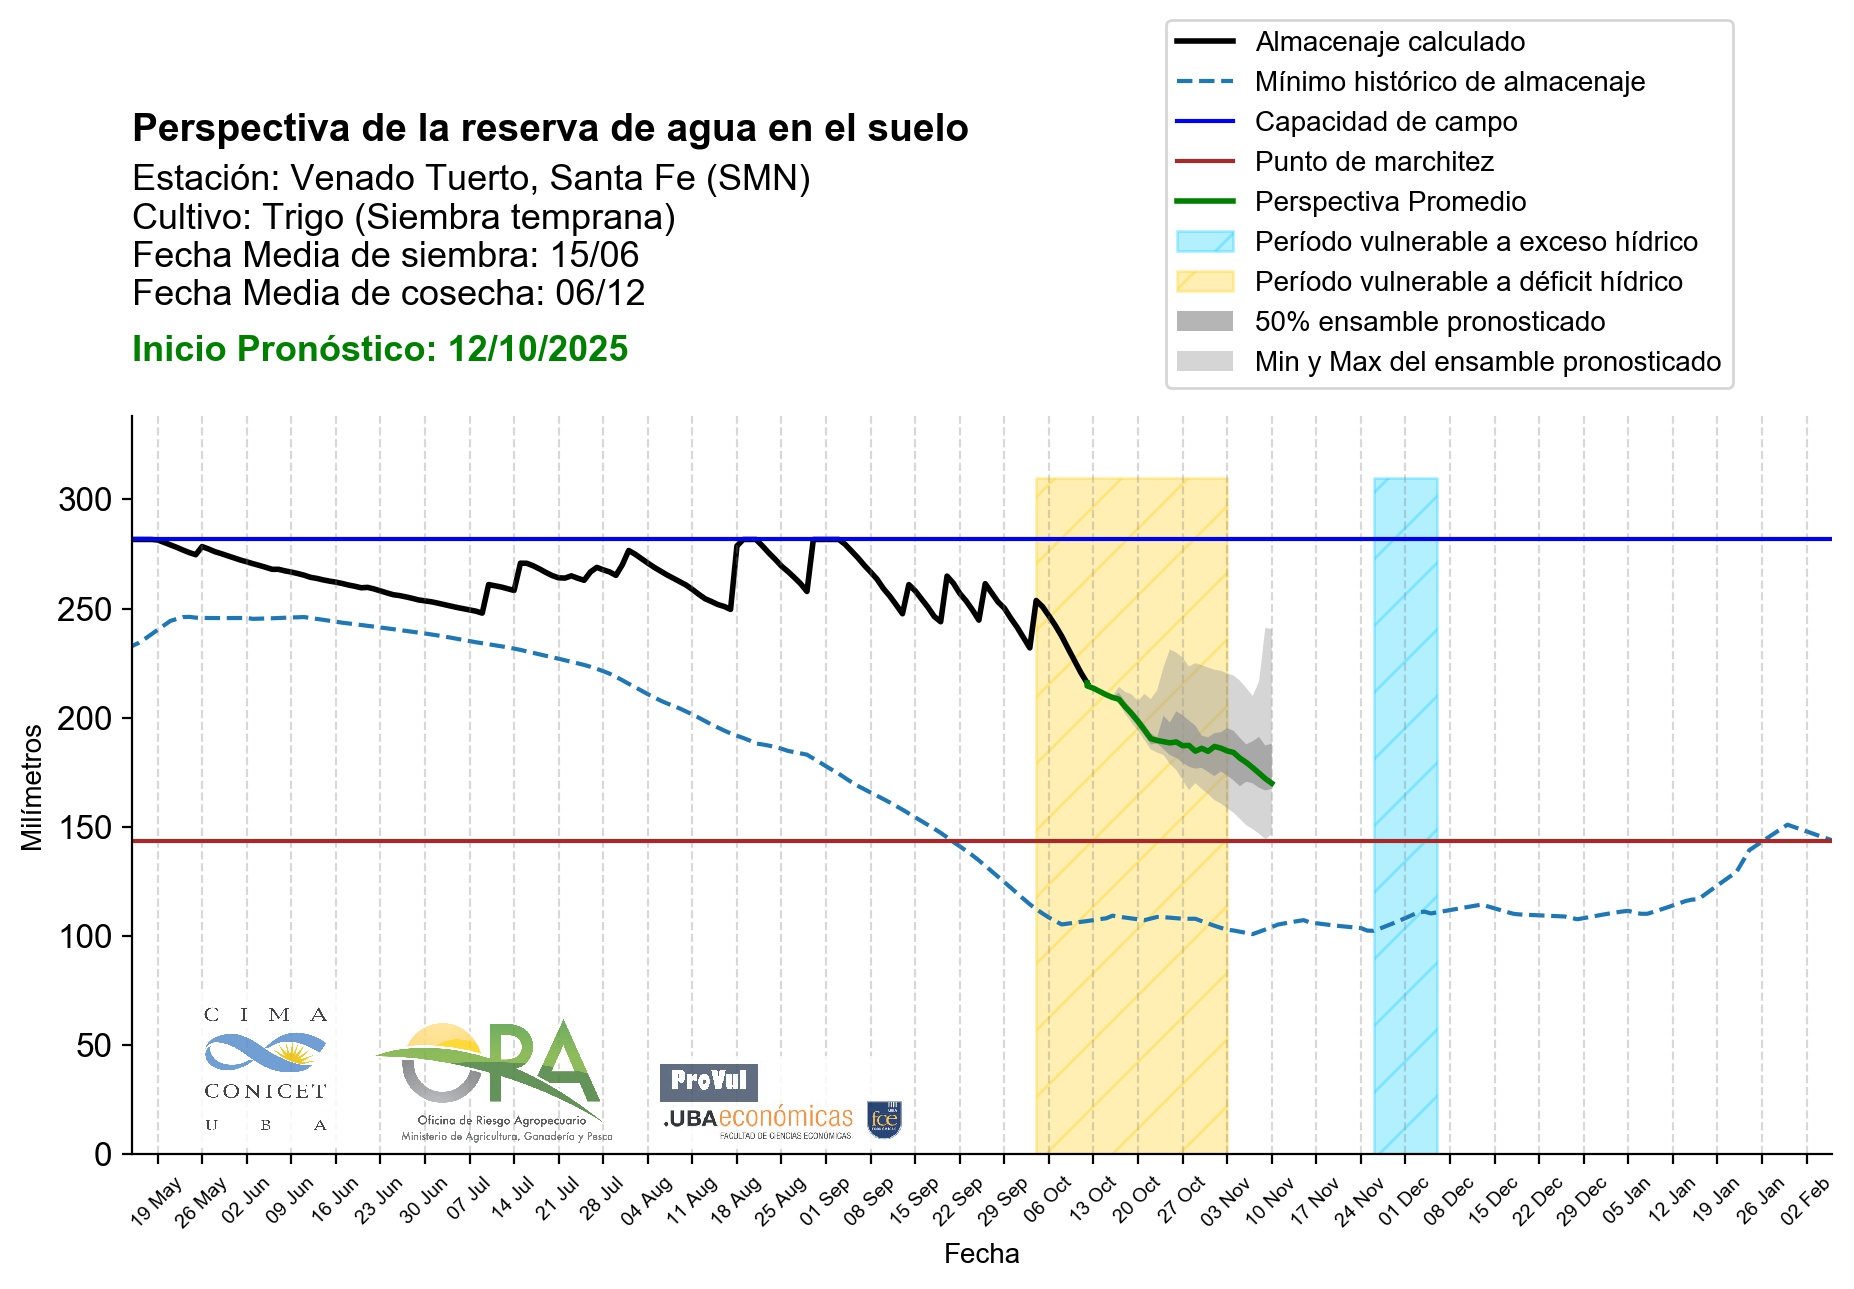 Almacenaje calculado
Mínimo histórico de almacenaje
Capacidad de campo
Punto de marchitez
Perspectiva Promedio
Período vulnerable a exceso hídrico
Período vulnerable a déficit hídrico
50% ensamble pronosticado
Min y Max del ensamble pronosticado
Perspectiva de la reserva de agua en el suelo
Estación: Venado Tuerto, Santa Fe (SMN)
Cultivo: Trigo (Siembra temprana)
Fecha Media de siembra: 15/06
Fecha Media de cosecha: 06/12
Inicio Pronóstico: 12/10/2025
Milímetros
300
250
200
150
100
50
0
CIMA
CONICET
UBA
ORA
Oficina de Riesgo Agropecuario
Ministerio de Agricultura, Ganadería y Pesca
ProVul
.UBAeconómicas
FACULTAD DE CIENCIAS ECONÓMICAS
fce
19 May
26 May
02 Jun
09 Jun
16 Jun
23 Jun
30 Jun
07 Jul
14 Jul
21 Jul
28 Jul
04 Aug
11 Aug
18 Aug
25 Aug
01 Sep
08 Sep
15 Sep
22 Sep
29 Sep
06 Oct
13 Oct
20 Oct
27 Oct
03 Nov
10 Nov
17 Nov
24 Nov
01 Dec
08 Dec
15 Dec
22 Dec
29 Dec
05 Jan
12 Jan
19 Jan
26 Jan
02 Feb
Fecha